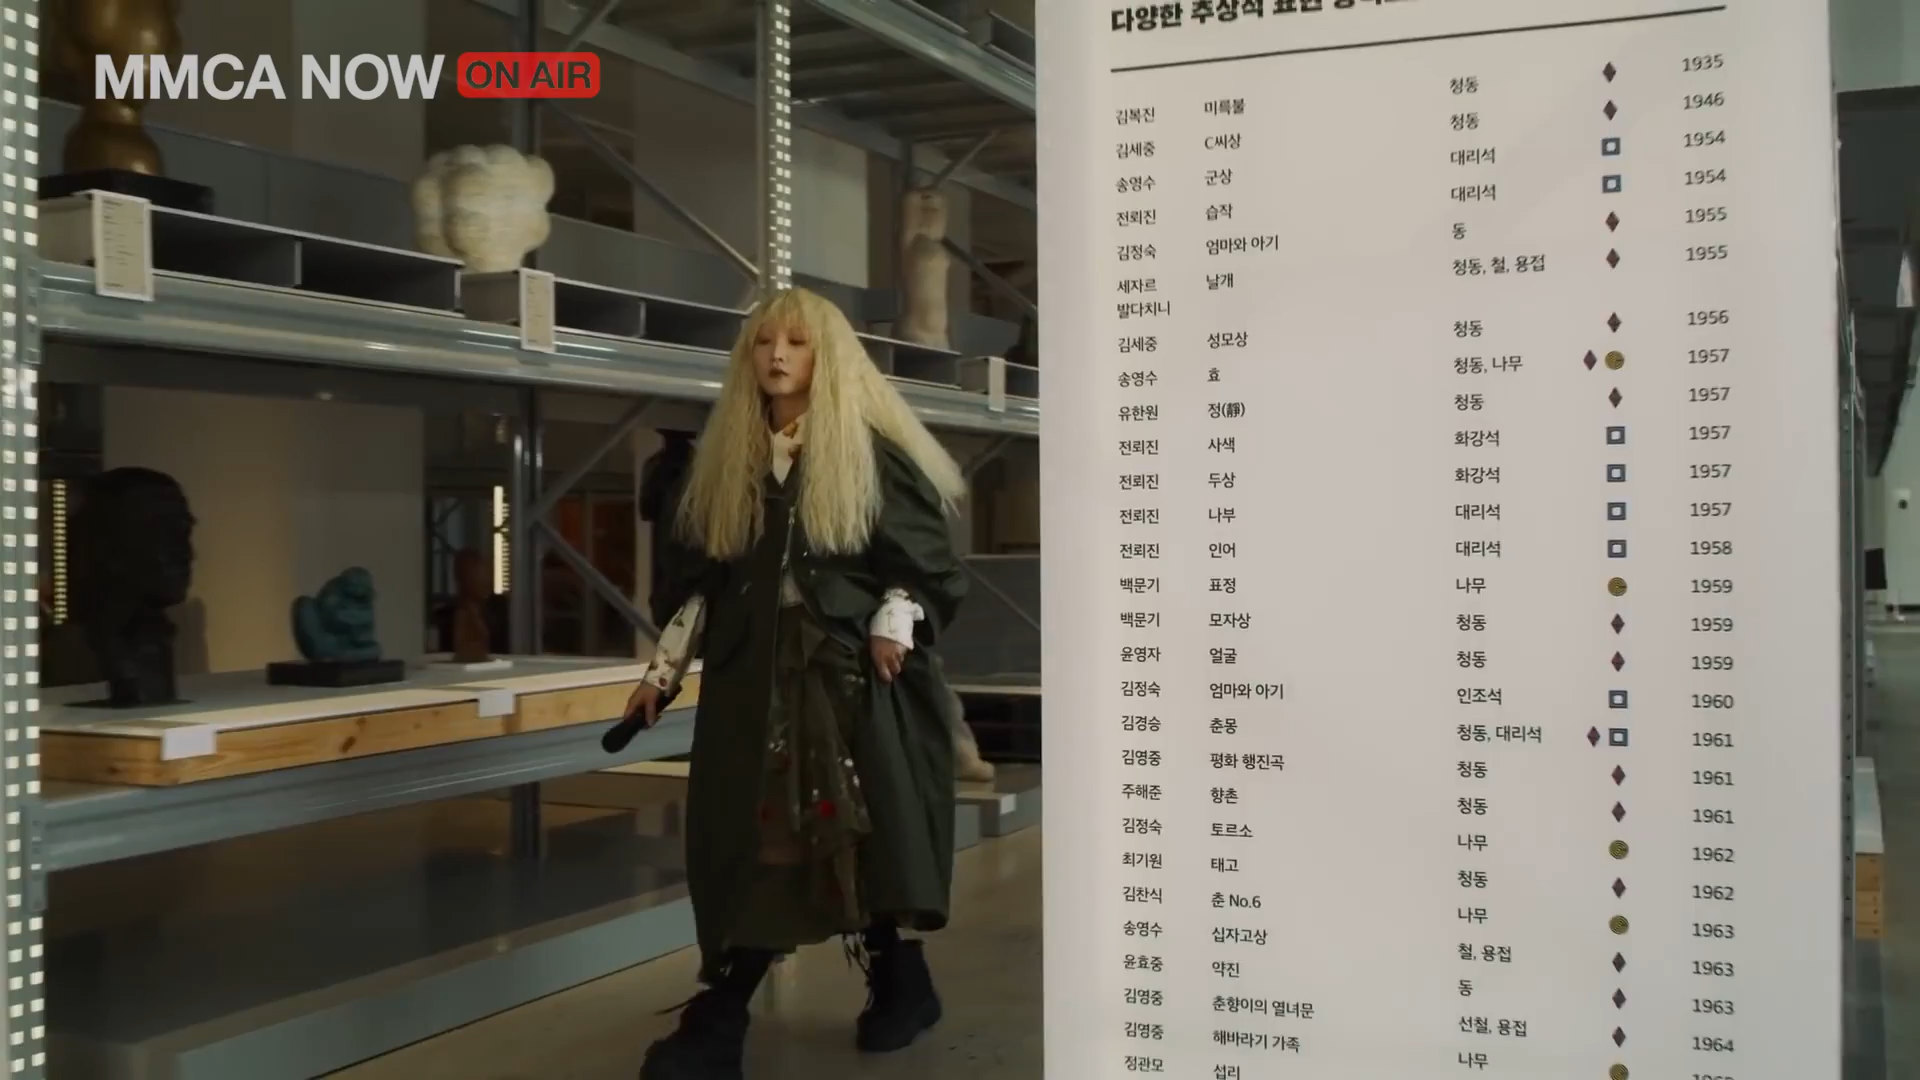 MMCA NOW ON AIR
다양한 추상적 표현
김복진 미륵불 청동 1935
김세중 C씨상 청동 1946
송영수 군상 대리석 1954
전뢰진 습작 대리석 1954
김정숙 엄마와 아기 동 1955
세자르 날개 청동, 철, 용접 1955
발다치니
김세중 성모상 청동 1956
송영수 효 청동, 나무 1957
유한원 정(靜) 청동 1957
전뢰진 사색 화강석 1957
전뢰진 두상 화강석 1957
전뢰진 나부 대리석 1957
전뢰진 인어 대리석 1958
백문기 표정 나무 1959
백문기 모자상 청동 1959
윤영자 얼굴 청동 1959
김정숙 엄마와 아기 인조석 1960
김경승 춘몽 청동, 대리석 1961
김영중 평화 행진곡 청동 1961
주해준 향촌 청동 1961
김정숙 토르소 나무 1962
최기원 태고 청동 1962
김찬식 춘 No.6 나무 1963
송영수 십자고상 철, 용접 1963
윤효중 약진 동 1963
김영중 춘향이의 열녀문 선철, 용접 1964
김영중 해바라기 가족 나무
정관모 섭리